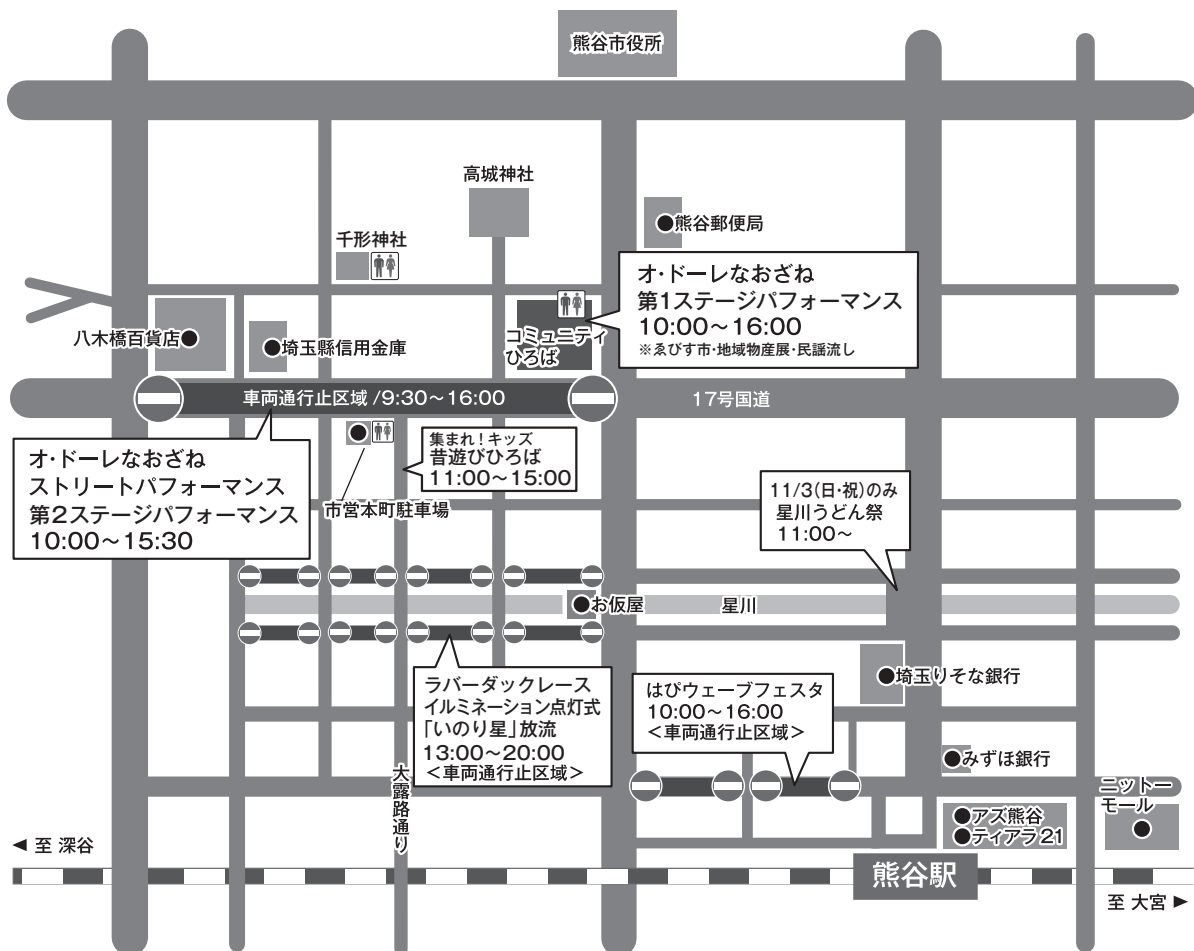 熊谷市役所
高城神社
熊谷郵便局
千形神社
オ・ドーレなおざね
第1ステージパフォーマンス
10:00～16:00
※ゑびす市・地域物産展・民謡流し
八木橋百貨店
埼玉縣信用金庫
コミュニティ
ひろば
車両通行止区域 /9:30～16:00
17号国道
オ・ドーレなおざね
ストリートパフォーマンス
第2ステージパフォーマンス
10:00～15:30
集まれ！キッズ
昔遊びひろば
11:00～15:00
市営本町駐車場
11/3(日・祝)のみ
星川うどん祭
11:00～
お仮屋
星川
ラバーダックレース
イルミネーション点灯式
「いのり星」放流
13:00～20:00
＜車両通行止区域＞
はぴウェーブフェスタ
10:00～16:00
＜車両通行止区域＞
埼玉りそな銀行
みずほ銀行
大露路通り
ニットー
モール
アズ熊谷
ティアラ21
◀ 至 深谷
熊谷駅
至 大宮 ▶